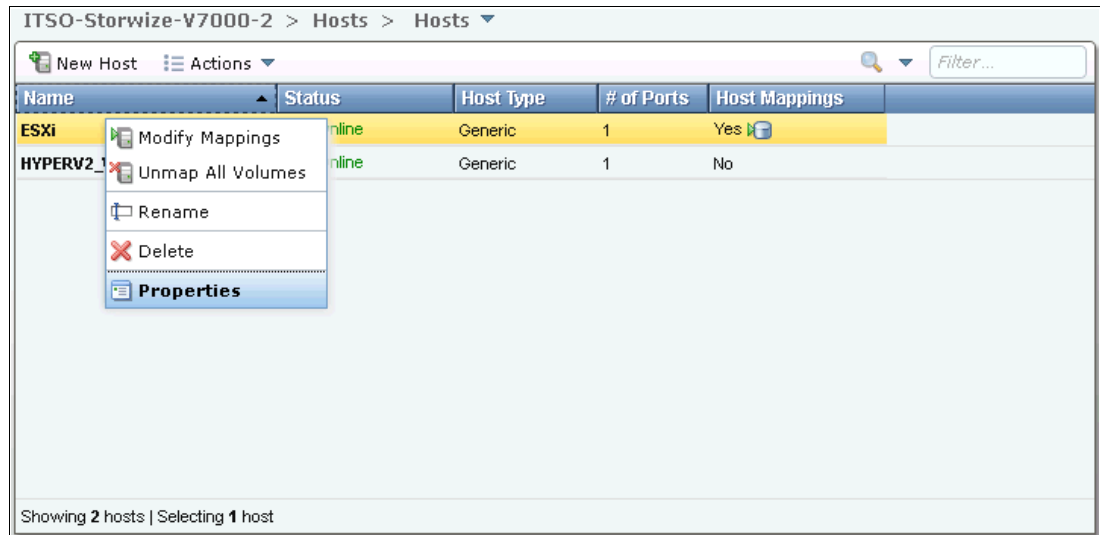 ITSO-Storwize-V7000-2 > Hosts > Hosts
New Host Actions Filter...
Name Status Host Type # of Ports Host Mappings
ESXi nline Generic 1 Yes
HYPERV2_ nline Generic 1 No
Modify Mappings
Unmap All Volumes
Rename
Delete
Properties
Showing 2 hosts | Selecting 1 host